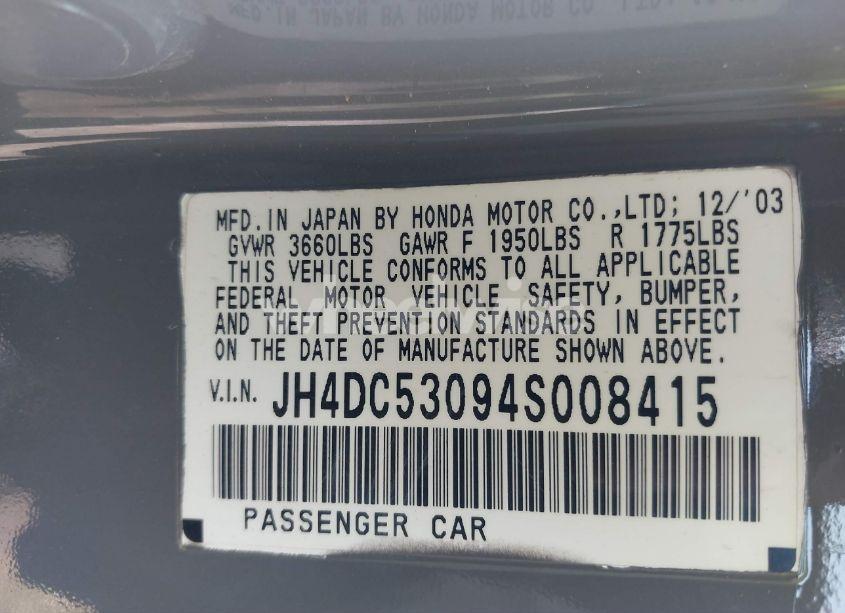 MFD. IN JAPAN BY HONDA MOTOR CO.,LTD; 12/'03
GVWR 3660LBS GAWR F 1950LBS R 1775LBS
THIS VEHICLE CONFORMS TO ALL APPLICABLE
FEDERAL MOTOR VEHICLE SAFETY, BUMPER,
AND THEFT PREVENTION STANDARDS IN EFFECT
ON THE DATE OF MANUFACTURE SHOWN ABOVE.
V.I.N. JH4DC53094S008415
PASSENGER CAR